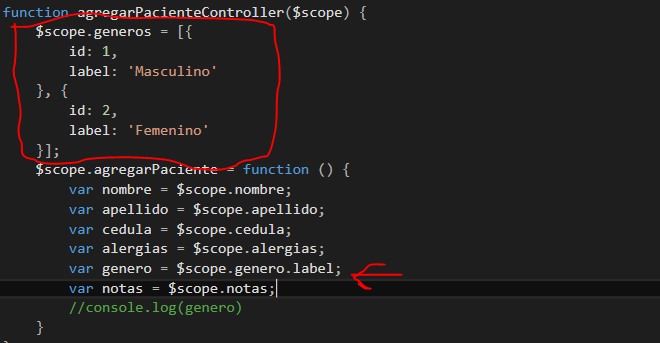 function agregarPacienteController($scope) {
$scope.generos = [{
id: 1,
label: 'Masculino'
}, {
id: 2,
label: 'Femenino'
}];
$scope.agregarPaciente = function () {
var nombre = $scope.nombre;
var apellido = $scope.apellido;
var cedula = $scope.cedula;
var alergias = $scope.alergias;
var genero = $scope.genero.label;
var notas = $scope.notas;
//console.log(genero)
}
}